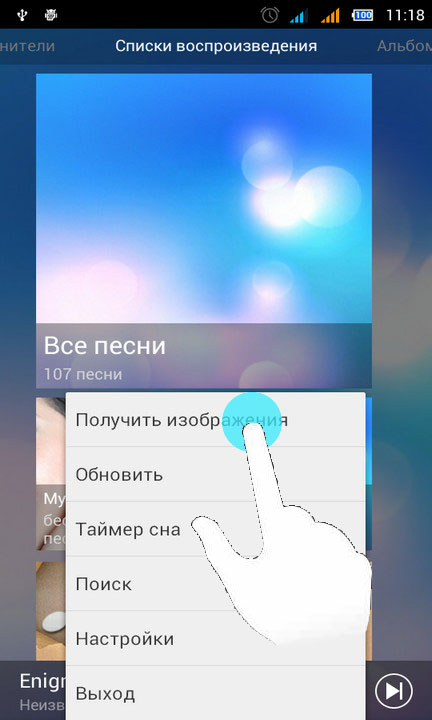 100 11:18
нители Списки воспроизведения Альбом
Все песни
107 песни
Получить изображения
Обновить
Му
бес
Таймер сна
пес
Поиск
Настройки
Enigm
Неизв
Выход